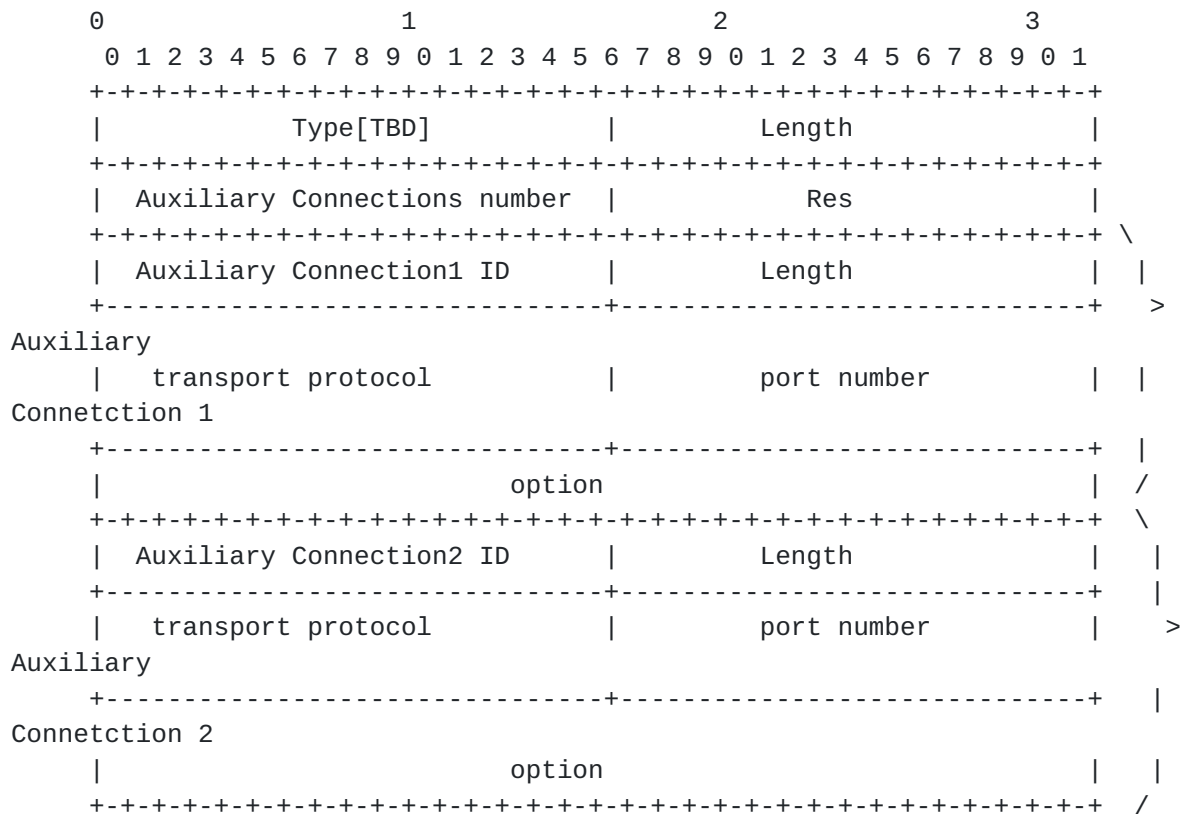 0                   1                   2                   3
 0 1 2 3 4 5 6 7 8 9 0 1 2 3 4 5 6 7 8 9 0 1 2 3 4 5 6 7 8 9 0 1
+-+-+-+-+-+-+-+-+-+-+-+-+-+-+-+-+-+-+-+-+-+-+-+-+-+-+-+-+-+-+-+-+
|            Type[TBD]           |         Length               |
+-+-+-+-+-+-+-+-+-+-+-+-+-+-+-+-+-+-+-+-+-+-+-+-+-+-+-+-+-+-+-+-+
|  Auxiliary Connections number  |            Res               |
+-+-+-+-+-+-+-+-+-+-+-+-+-+-+-+-+-+-+-+-+-+-+-+-+-+-+-+-+-+-+-+-+ \
|  Auxiliary Connection1 ID      |         Length               |  |
+--------------------------------+------------------------------+   >
Auxiliary
|   transport protocol           |         port number          |  |
Connetction 1
+--------------------------------+------------------------------+  |
|                          option                               |  /
+-+-+-+-+-+-+-+-+-+-+-+-+-+-+-+-+-+-+-+-+-+-+-+-+-+-+-+-+-+-+-+-+  \
|  Auxiliary Connection2 ID      |         Length               |   |
+--------------------------------+------------------------------+   |
|   transport protocol           |         port number          |    >
Auxiliary
+--------------------------------+------------------------------+   |
Connetction 2
|                          option                               |   |
+-+-+-+-+-+-+-+-+-+-+-+-+-+-+-+-+-+-+-+-+-+-+-+-+-+-+-+-+-+-+-+-+  /